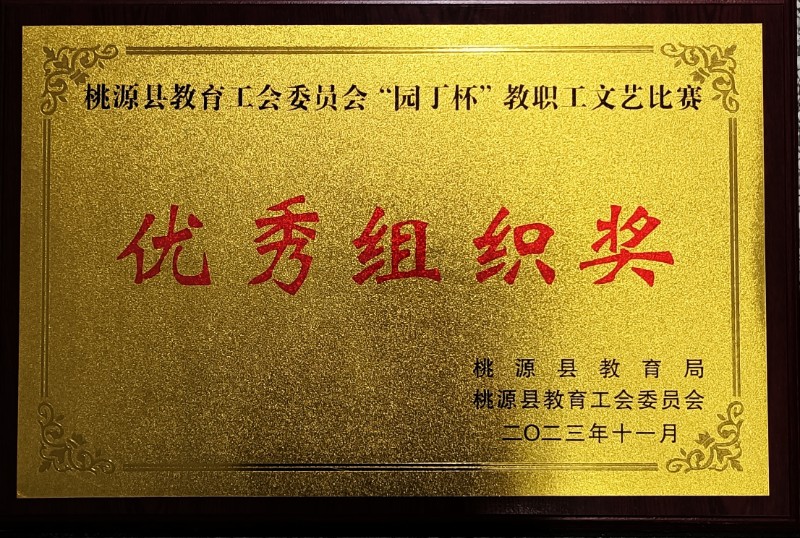 桃源县教育工会委员会“园丁杯”教职工文艺比赛
优秀组织奖
桃源县教育局
桃源县教育工会委员会
二〇二三年十一月